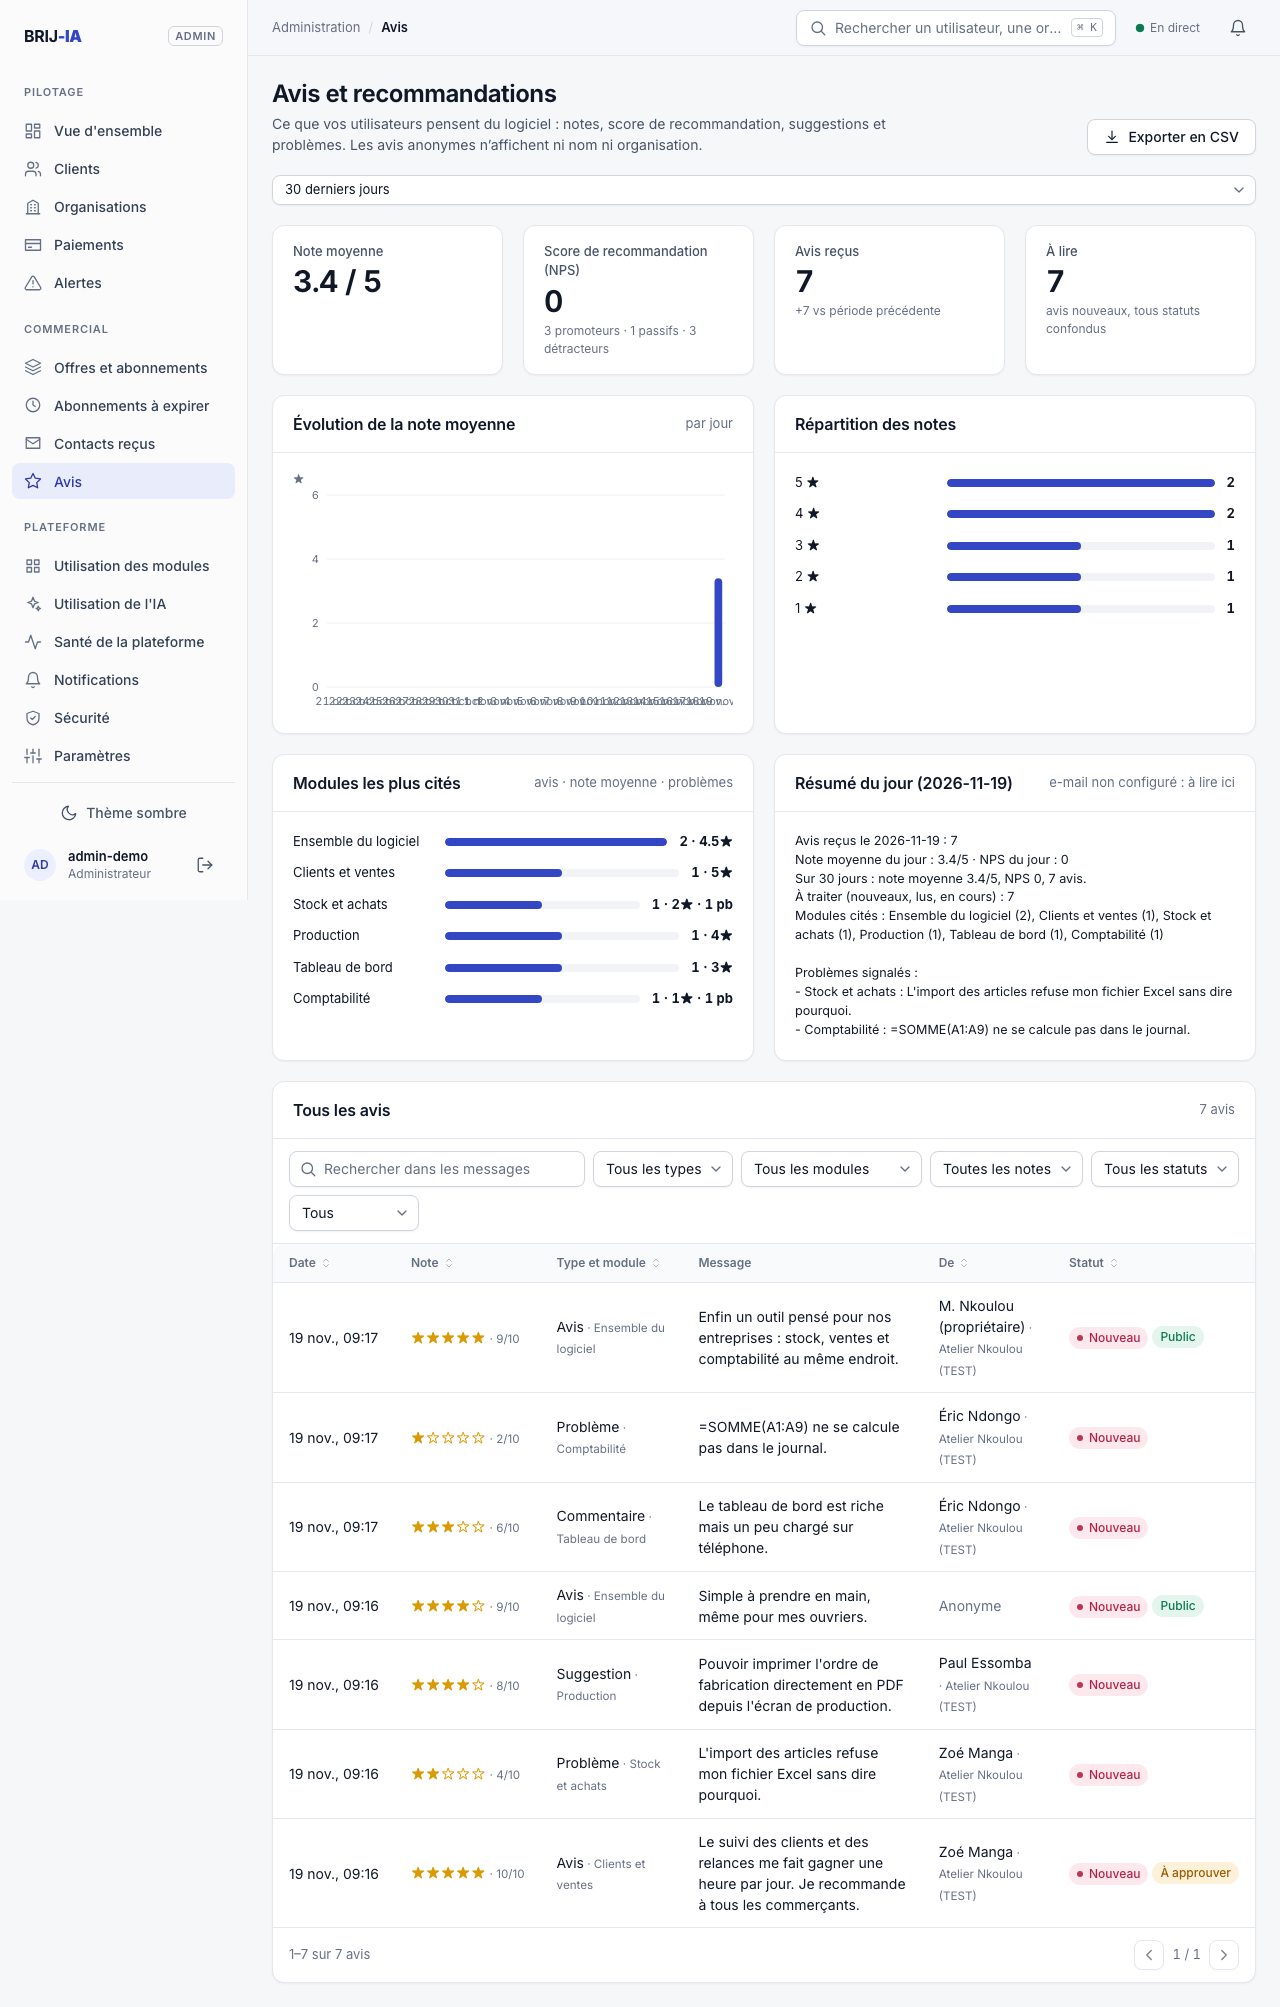 BRIJ-IA
ADMIN
PILOTAGE
Vue d'ensemble
Clients
Organisations
Paiements
Alertes
COMMERCIAL
Offres et abonnements
Abonnements à expirer
Contacts reçus
Avis
PLATEFORME
Utilisation des modules
Utilisation de l'IA
Santé de la plateforme
Notifications
Sécurité
Paramètres
Thème sombre
AD
admin-demo
Administrateur
Administration / Avis
Rechercher un utilisateur, une or...
⌘ K
En direct
Avis et recommandations
Ce que vos utilisateurs pensent du logiciel : notes, score de recommandation, suggestions et
problèmes. Les avis anonymes n’affichent ni nom ni organisation.
Exporter en CSV
30 derniers jours
Note moyenne
3.4 / 5
Score de recommandation
(NPS)
0
3 promoteurs · 1 passifs · 3
détracteurs
Avis reçus
7
+7 vs période précédente
À lire
7
avis nouveaux, tous statuts
confondus
Évolution de la note moyenne
par jour
★
6
4
2
0
Répartition des notes
5 ★ 2
4 ★ 2
3 ★ 1
2 ★ 1
1 ★ 1
Modules les plus cités
avis · note moyenne · problèmes
Ensemble du logiciel 2 · 4.5★
Clients et ventes 1 · 5★
Stock et achats 1 · 2★ · 1 pb
Production 1 · 4★
Tableau de bord 1 · 3★
Comptabilité 1 · 1★ · 1 pb
Résumé du jour (2026-11-19)
e-mail non configuré : à lire ici
Avis reçus le 2026-11-19 : 7
Note moyenne du jour : 3.4/5 · NPS du jour : 0
Sur 30 jours : note moyenne 3.4/5, NPS 0, 7 avis.
À traiter (nouveaux, lus, en cours) : 7
Modules cités : Ensemble du logiciel (2), Clients et ventes (1), Stock et
achats (1), Production (1), Tableau de bord (1), Comptabilité (1)
Problèmes signalés :
- Stock et achats : L'import des articles refuse mon fichier Excel sans dire
pourquoi.
- Comptabilité : =SOMME(A1:A9) ne se calcule pas dans le journal.
Tous les avis
7 avis
Rechercher dans les messages
Tous les types
Tous les modules
Toutes les notes
Tous les statuts
Tous
Date
Note
Type et module
Message
De
Statut
19 nov., 09:17
★★★★★ · 9/10
Avis · Ensemble du
logiciel
Enfin un outil pensé pour nos
entreprises : stock, ventes et
comptabilité au même endroit.
M. Nkoulou
(propriétaire) ·
Atelier Nkoulou
(TEST)
Nouveau
Public
19 nov., 09:17
★☆☆☆☆ · 2/10
Problème ·
Comptabilité
=SOMME(A1:A9) ne se calcule
pas dans le journal.
Éric Ndongo ·
Atelier Nkoulou
(TEST)
Nouveau
19 nov., 09:17
★★★☆☆ · 6/10
Commentaire ·
Tableau de bord
Le tableau de bord est riche
mais un peu chargé sur
téléphone.
Éric Ndongo ·
Atelier Nkoulou
(TEST)
Nouveau
19 nov., 09:16
★★★★☆ · 9/10
Avis · Ensemble du
logiciel
Simple à prendre en main,
même pour mes ouvriers.
Anonyme
Nouveau
Public
19 nov., 09:16
★★★★☆ · 8/10
Suggestion ·
Production
Pouvoir imprimer l'ordre de
fabrication directement en PDF
depuis l'écran de production.
Paul Essomba
· Atelier Nkoulou
(TEST)
Nouveau
19 nov., 09:16
★★☆☆☆ · 4/10
Problème · Stock
et achats
L'import des articles refuse
mon fichier Excel sans dire
pourquoi.
Zoé Manga ·
Atelier Nkoulou
(TEST)
Nouveau
19 nov., 09:16
★★★★★ · 10/10
Avis · Clients et
ventes
Le suivi des clients et des
relances me fait gagner une
heure par jour. Je recommande
à tous les commerçants.
Zoé Manga ·
Atelier Nkoulou
(TEST)
Nouveau
À approuver
1–7 sur 7 avis
1 / 1